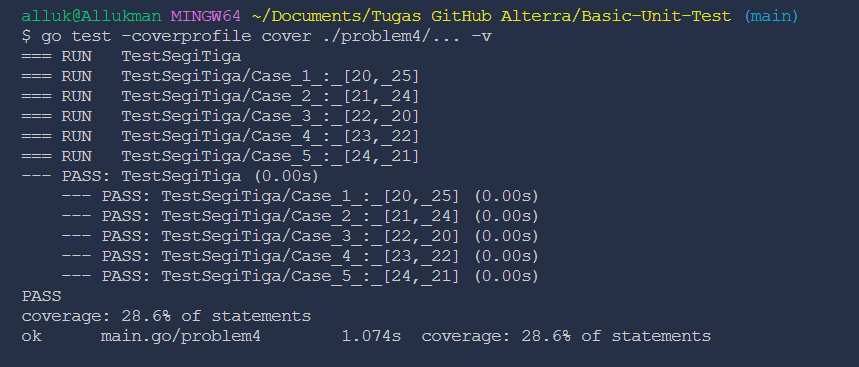 alluk@Allukman MINGW64 ~/Documents/Tugas GitHub Alterra/Basic-Unit-Test (main)
$ go test -coverprofile cover ./problem4/... -v
=== RUN   TestSegiTiga
=== RUN   TestSegiTiga/Case_1_:_[20,_25]
=== RUN   TestSegiTiga/Case_2_:_[21,_24]
=== RUN   TestSegiTiga/Case_3_:_[22,_20]
=== RUN   TestSegiTiga/Case_4_:_[23,_22]
=== RUN   TestSegiTiga/Case_5_:_[24,_21]
--- PASS: TestSegiTiga (0.00s)
    --- PASS: TestSegiTiga/Case_1_:_[20,_25] (0.00s)
    --- PASS: TestSegiTiga/Case_2_:_[21,_24] (0.00s)
    --- PASS: TestSegiTiga/Case_3_:_[22,_20] (0.00s)
    --- PASS: TestSegiTiga/Case_4_:_[23,_22] (0.00s)
    --- PASS: TestSegiTiga/Case_5_:_[24,_21] (0.00s)
PASS
coverage: 28.6% of statements
ok      main.go/problem4        1.074s  coverage: 28.6% of statements